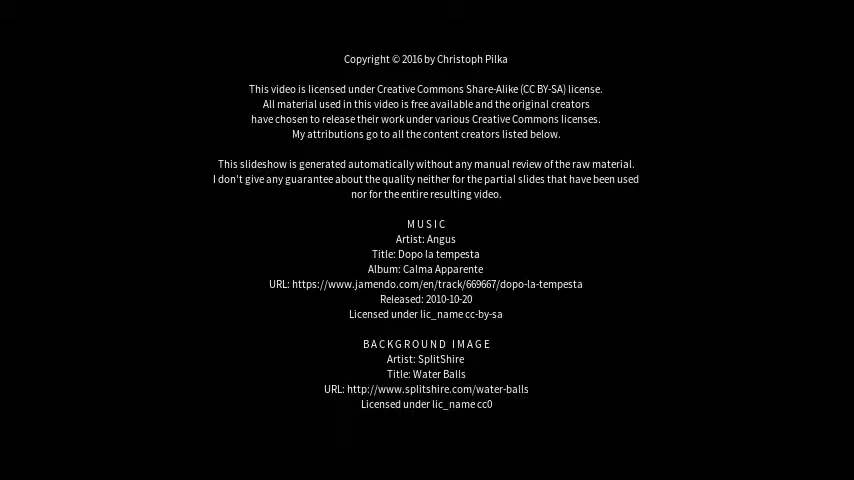 Copyright © 2016 by Christoph Pilka
This video is licensed under Creative Commons Share-Alike (CC BY-SA) license.
All material used in this video is free available and the original creators
have chosen to release their work under various Creative Commons licenses.
My attributions go to all the content creators listed below.
This slideshow is generated automatically without any manual review of the raw material.
I don't give any guarantee about the quality neither for the partial slides that have been used
nor for the entire resulting video.
MUSIC
Artist: Angus
Title: Dopo la tempesta
Album: Calma Apparente
URL: https://www.jamendo.com/en/track/669667/dopo-la-tempesta
Released: 2010-10-20
Licensed under lic_name cc-by-sa
BACKGROUND IMAGE
Artist: SplitShire
Title: Water Balls
URL: http://www.splitshire.com/water-balls
Licensed under lic_name cc0